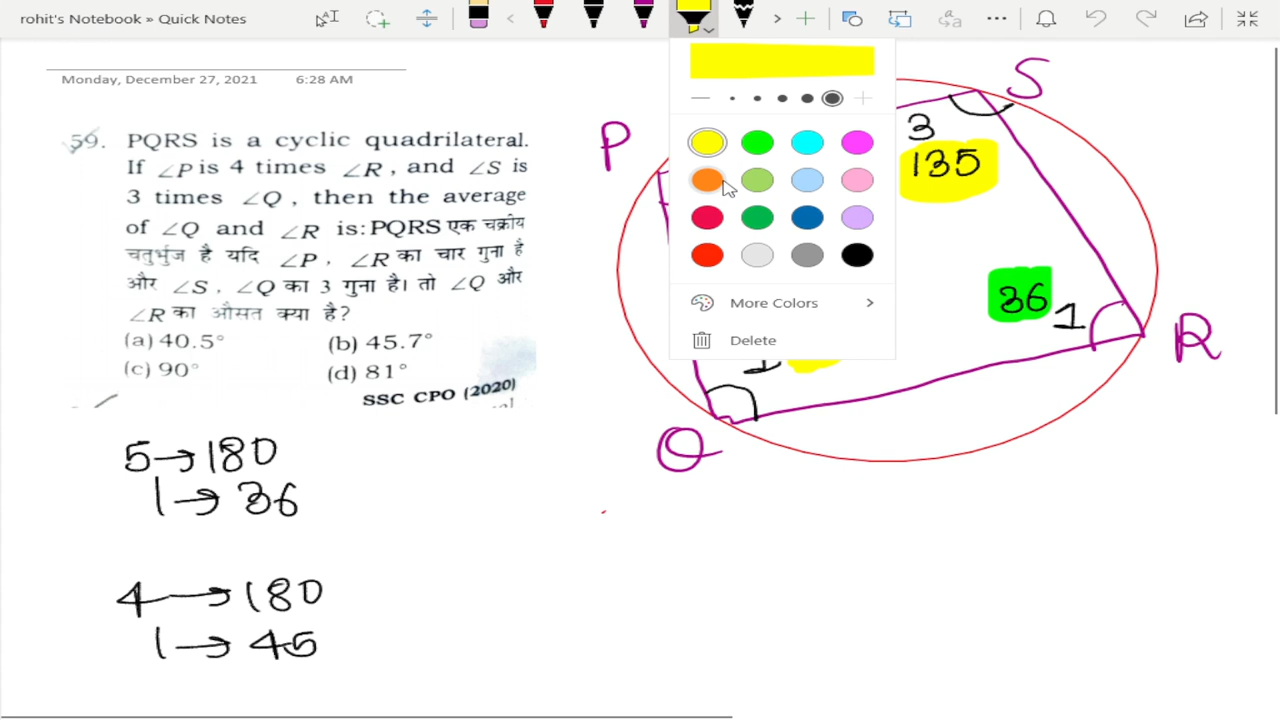 rohit's Notebook » Quick Notes
Monday, December 27, 2021 6:28 AM
59. PQRS is a cyclic quadrilateral.
If ∠P is 4 times ∠R, and ∠S is
3 times ∠Q, then the average
of ∠Q and ∠R is: PQRS एक चक्रीय
चतुर्भुज है यदि ∠P, ∠R का चार गुना है
और ∠S, ∠Q का 3 गुना है। तो ∠Q और
∠R का औसत क्या है?
(a) 40.5° (b) 45.7°
(c) 90° (d) 81°
SSC CPO (2020)
5→180
1→36
4→180
1→45
P
S
3
135
36 1
R
Q
More Colors
Delete